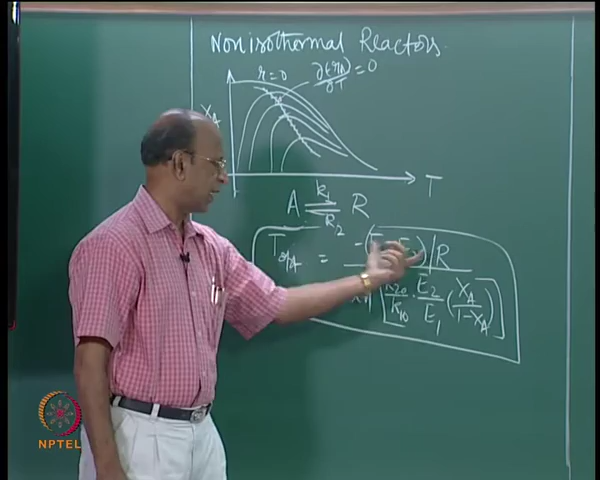 Nonisothermal Reactors.
r=0 ∂(-rA)/∂T = 0
XA
T
A ⇌ R
k1
k2
Topt = -( )/R
[k20/k10 · E2/E1 (XA/1-XA)]
NPTEL